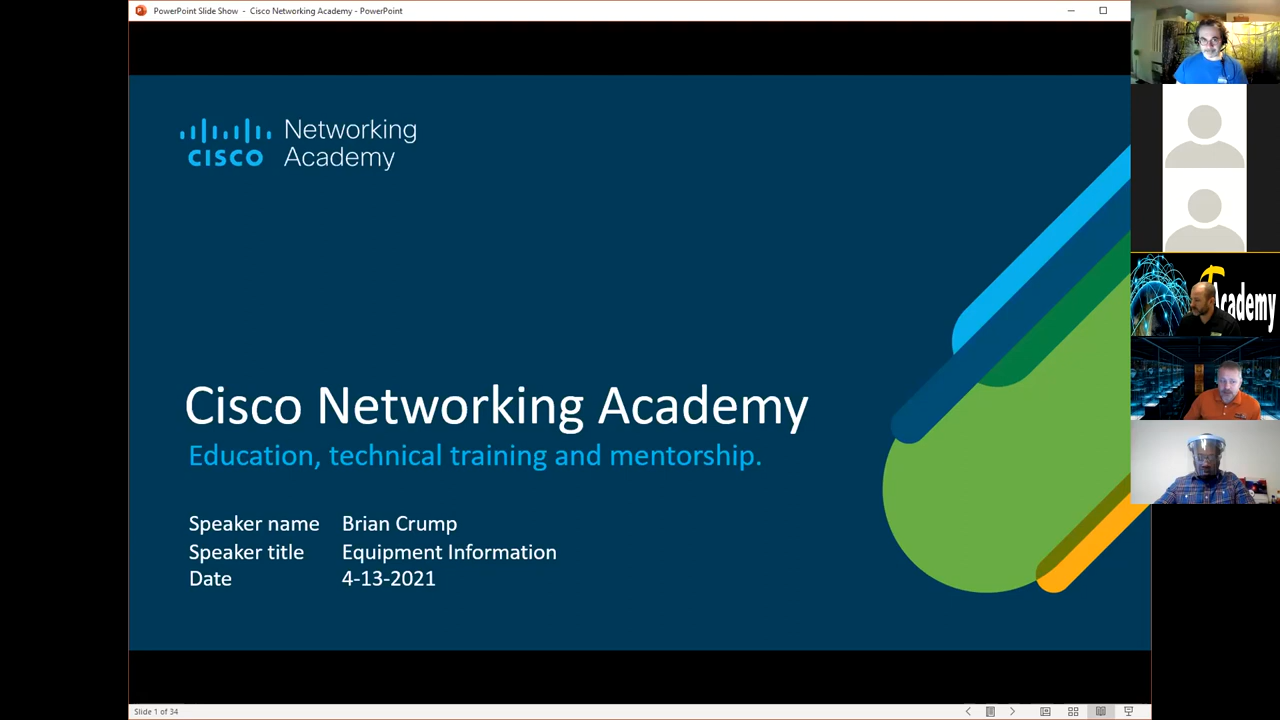 PowerPoint Slide Show - Cisco Networking Academy - PowerPoint
CISCO
Networking
Academy
Cisco Networking Academy
Education, technical training and mentorship.
Speaker name Brian Crump
Speaker title Equipment Information
Date 4-13-2021
Slide 1 of 34